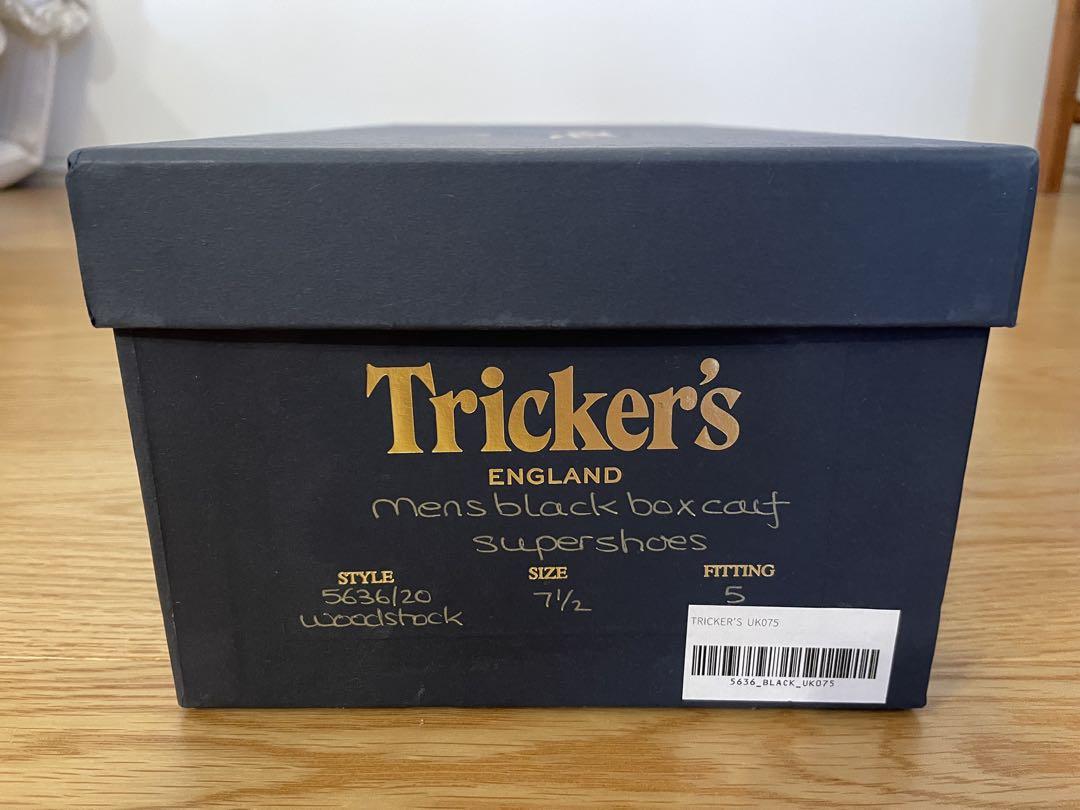 Tricker's
ENGLAND
mens black box calf
supershoes
STYLE SIZE FITTING
5636/20 7½ 5
woodstock
TRICKER'S UK075
5636_BLACK_UK075